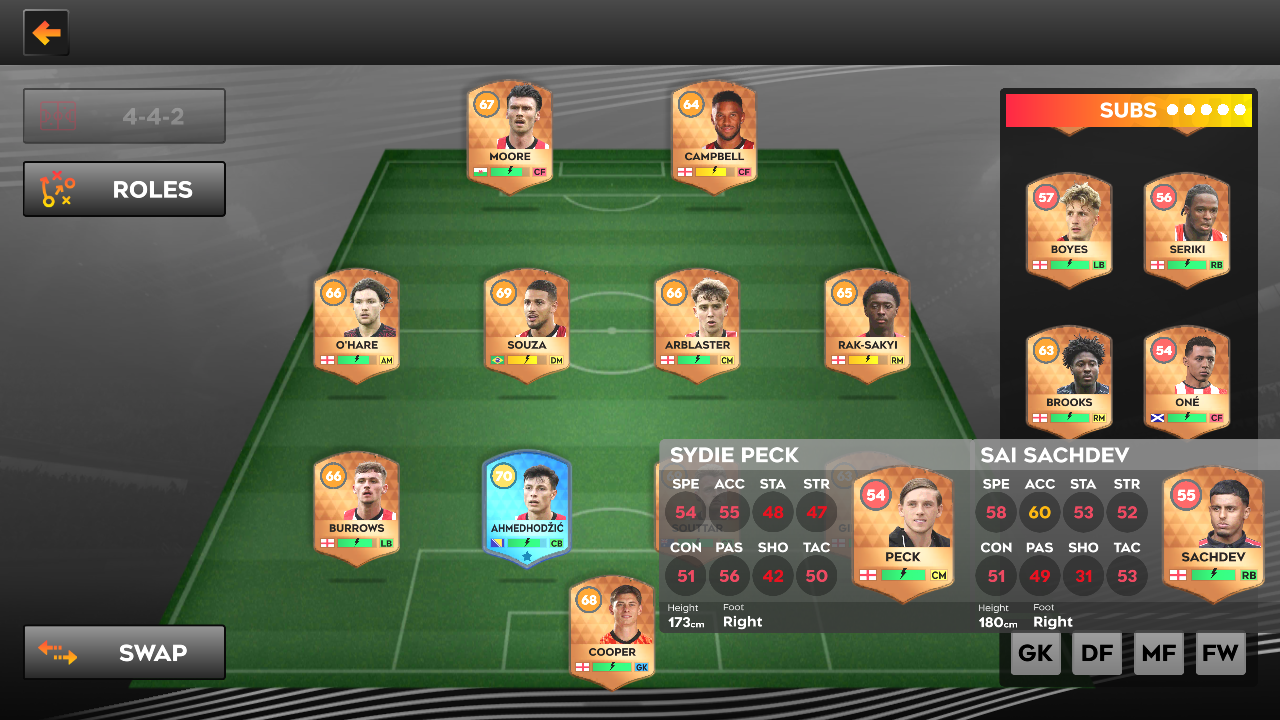 4-4-2
ROLES
SWAP
67
MOORE
CF
64
CAMPBELL
CF
66
O'HARE
AM
69
SOUZA
DM
66
ARBLASTER
CM
65
RAK-SAKYI
RM
66
BURROWS
LB
70
AHMEDHODŽIĆ
CB
68
COOPER
GK
SUBS
57
BOYES
LB
56
SERIKI
RB
63
BROOKS
RM
54
ONÉ
CF
SYDIE PECK
SPE ACC STA STR
54 55 48 47
CON PAS SHO TAC
51 56 42 50
Height Foot
173cm Right
54
PECK
CM
SAI SACHDEV
SPE ACC STA STR
58 60 53 52
CON PAS SHO TAC
51 49 31 53
Height Foot
180cm Right
55
SACHDEV
RB
GK DF MF FW